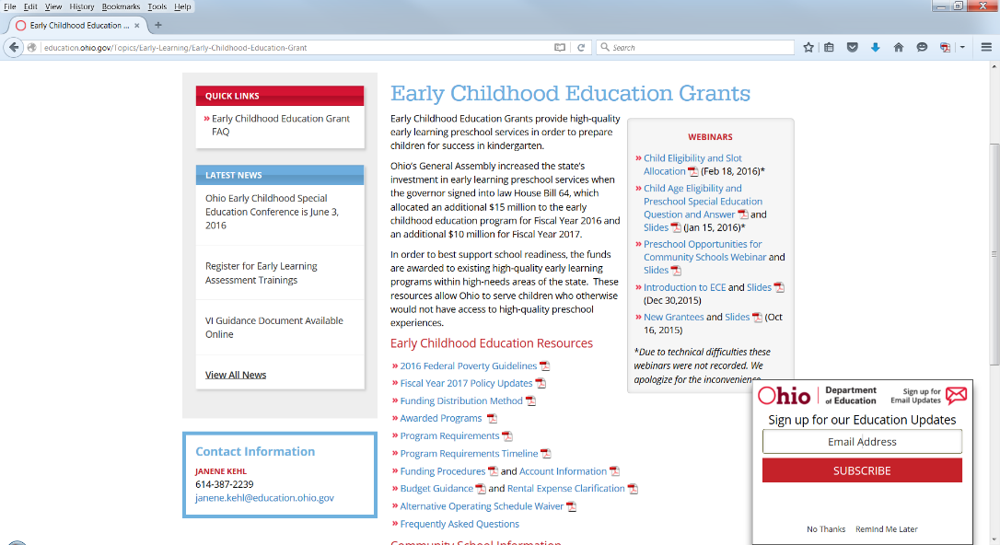 File Edit View History Bookmarks Tools Help
Early Childhood Education ...
education.ohio.gov/Topics/Early-Learning/Early-Childhood-Education-Grant
Search
QUICK LINKS
» Early Childhood Education Grant
FAQ
LATEST NEWS
Ohio Early Childhood Special
Education Conference is June 3,
2016
Register for Early Learning
Assessment Trainings
VI Guidance Document Available
Online
View All News
Contact Information
JANENE KEHL
614-387-2239
janene.kehl@education.ohio.gov
Early Childhood Education Grants
Early Childhood Education Grants provide high-quality
early learning preschool services in order to prepare
children for success in kindergarten.
Ohio's General Assembly increased the state's
investment in early learning preschool services when
the governor signed into law House Bill 64, which
allocated an additional $15 million to the early
childhood education program for Fiscal Year 2016 and
an additional $10 million for Fiscal Year 2017.
In order to best support school readiness, the funds
are awarded to existing high-quality early learning
programs within high-needs areas of the state. These
resources allow Ohio to serve children who otherwise
would not have access to high-quality preschool
experiences.
Early Childhood Education Resources
» 2016 Federal Poverty Guidelines
» Fiscal Year 2017 Policy Updates
» Funding Distribution Method
» Awarded Programs
» Program Requirements
» Program Requirements Timeline
» Funding Procedures and Account Information
» Budget Guidance and Rental Expense Clarification
» Alternative Operating Schedule Waiver
» Frequently Asked Questions
Community School Information
WEBINARS
» Child Eligibility and Slot
Allocation (Feb 18, 2016)*
» Child Age Eligibility and
Preschool Special Education
Question and Answer and
Slides (Jan 15, 2016)*
» Preschool Opportunities for
Community Schools Webinar and
Slides
» Introduction to ECE and Slides
(Dec 30,2015)
» New Grantees and Slides (Oct
16, 2015)
*Due to technical difficulties these
webinars were not recorded. We
apologize for the inconvenience.
Ohio Department of Education
Sign up for
Email Updates
Sign up for our Education Updates
Email Address
SUBSCRIBE
No Thanks Remind Me Later